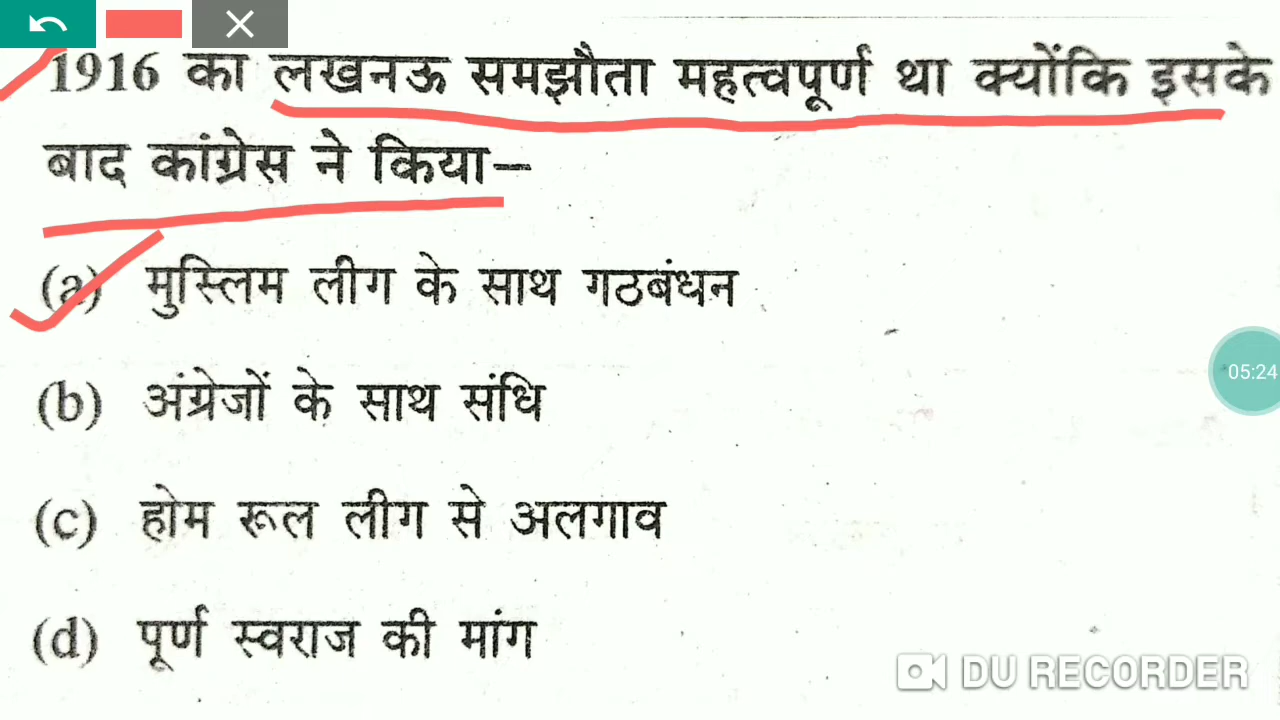 1916 का लखनऊ समझौता महत्वपूर्ण था क्योंकि इसके
बाद कांग्रेस ने किया–
(a) मुस्लिम लीग के साथ गठबंधन
(b) अंग्रेजों के साथ संधि
(c) होम रूल लीग से अलगाव
(d) पूर्ण स्वराज की मांग
05:24
DU RECORDER